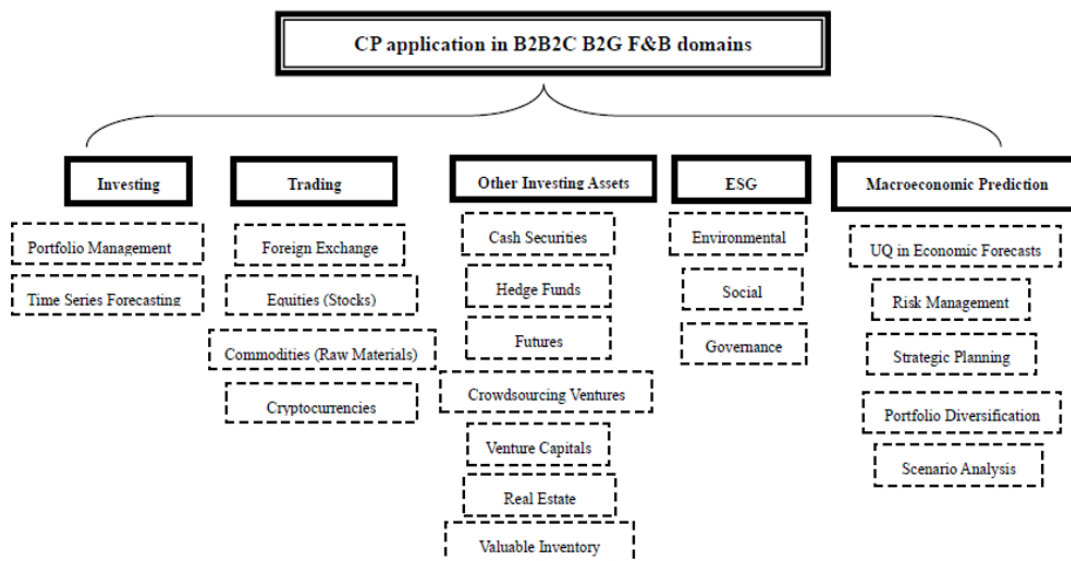 CP application in B2B2C B2G F&B domains
Investing
Portfolio Management
Time Series Forecasting
Trading
Foreign Exchange
Equities (Stocks)
Commodities (Raw Materials)
Cryptocurrencies
Other Investing Assets
Cash Securities
Hedge Funds
Futures
Crowdsourcing Ventures
Venture Capitals
Real Estate
Valuable Inventory
ESG
Environmental
Social
Governance
Macroeconomic Prediction
UQ in Economic Forecasts
Risk Management
Strategic Planning
Portfolio Diversification
Scenario Analysis